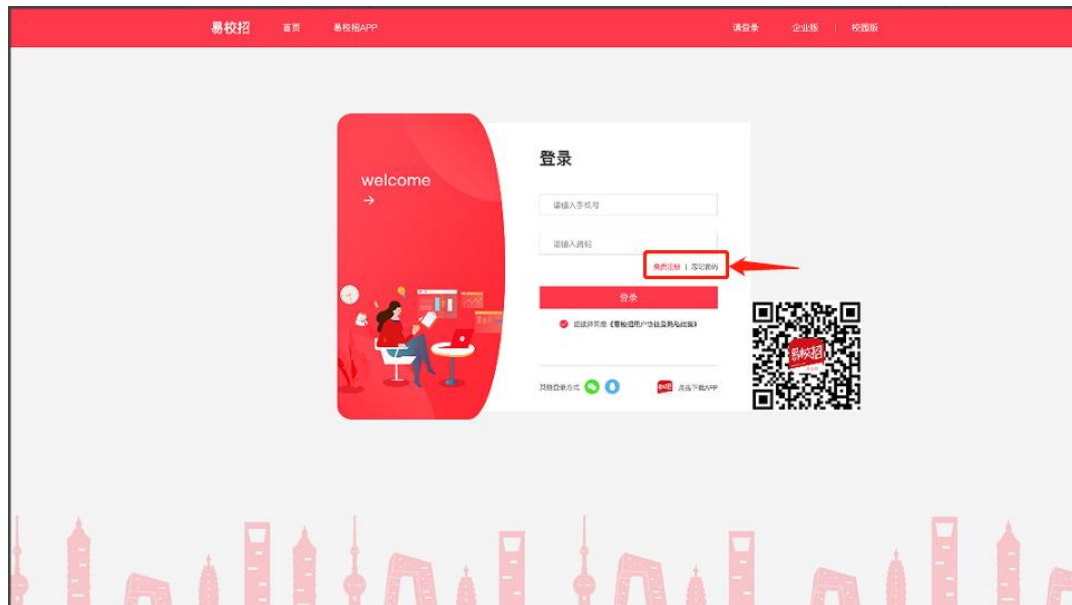 易校招 首页 易校招APP 请登录 企业版 | 校园版
welcome
登录
请输入手机号
请输入密码
免费注册 | 忘记密码
登录
阅读并同意《易校招用户协议及隐私政策》
其他登录方式
点击下载APP
易校招